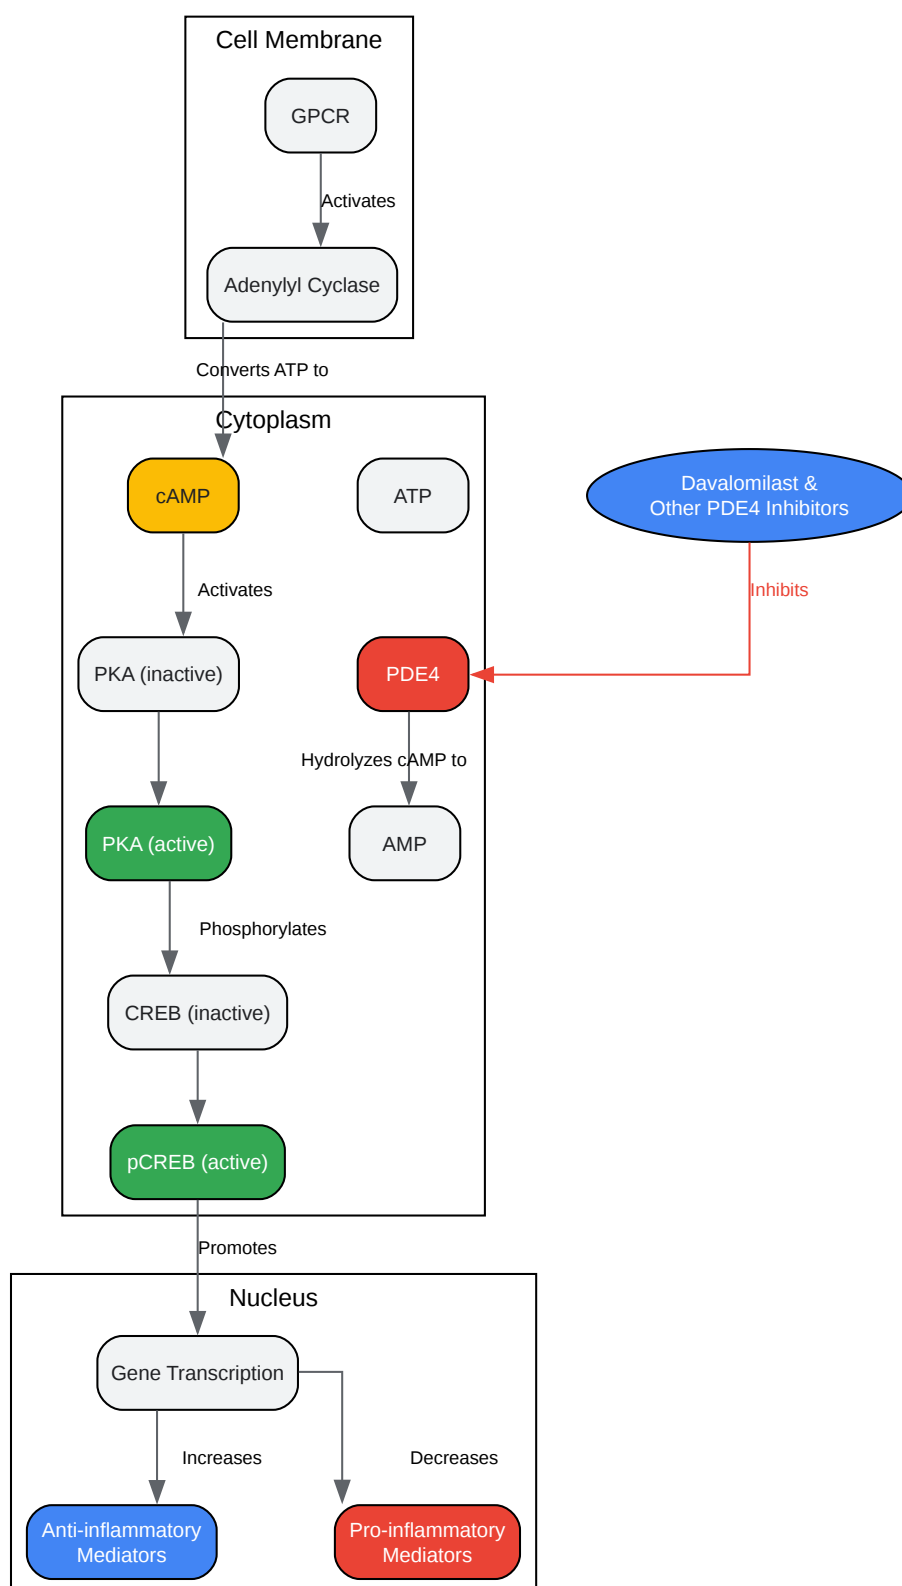 Cell Membrane
GPCR
Activates
Adenylyl Cyclase
Converts ATP to
Cytoplasm
cAMP
ATP
Davalomilast &
Other PDE4 Inhibitors
Activates
Inhibits
PKA (inactive)
PDE4
Hydrolyzes cAMP to
PKA (active)
AMP
Phosphorylates
CREB (inactive)
pCREB (active)
Promotes
Nucleus
Gene Transcription
Increases
Decreases
Anti-inflammatory
Mediators
Pro-inflammatory
Mediators